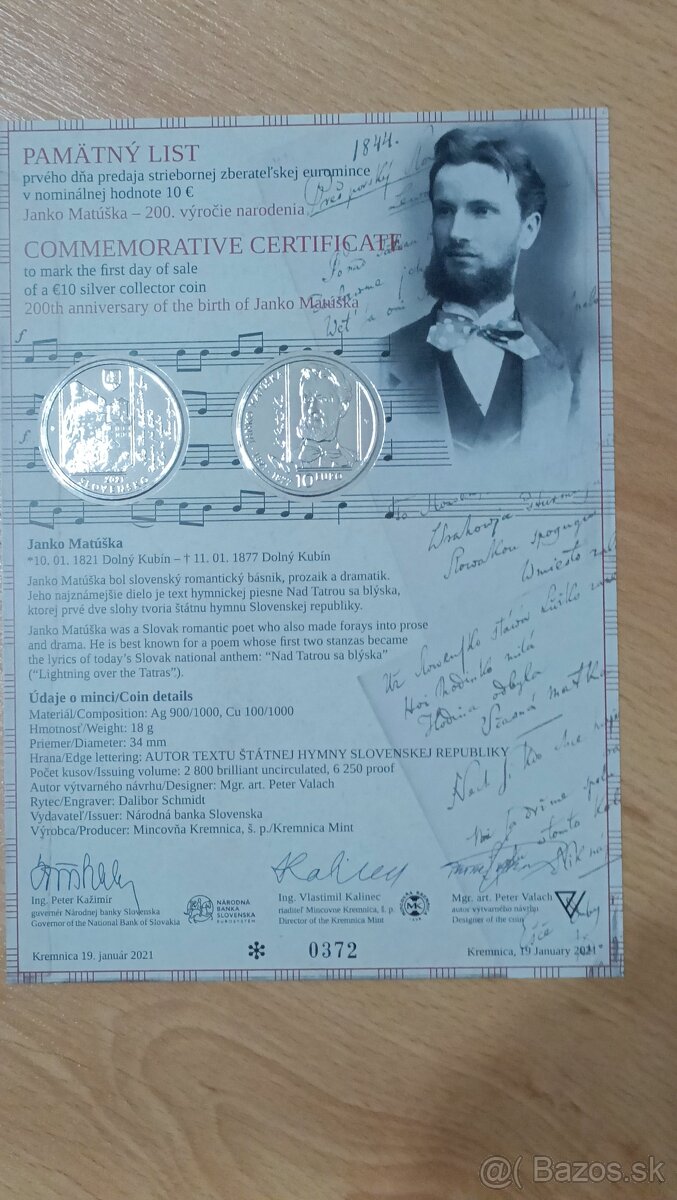 PAMÄTNÝ LIST
prvého dňa predaja striebornej zberateľskej euromince
v nominálnej hodnote 10 €
Janko Matúška – 200. výročie narodenia
1844.
COMMEMORATIVE CERTIFICATE
to mark the first day of sale
of a €10 silver collector coin
200th anniversary of the birth of Janko Matúška
2021
SLOVENSKO
JANKO MATÚŠKA
1821 1877
10 EURO
Janko Matúška
*10. 01. 1821 Dolný Kubín – † 11. 01. 1877 Dolný Kubín
Janko Matúška bol slovenský romantický básnik, prozaik a dramatik.
Jeho najznámejšie dielo je text hymnickej piesne Nad Tatrou sa blýska,
ktorej prvé dve slohy tvoria štátnu hymnu Slovenskej republiky.
Janko Matúška was a Slovak romantic poet who also made forays into prose
and drama. He is best known for a poem whose first two stanzas became
the lyrics of today's Slovak national anthem: “Nad Tatrou sa blýska”
(“Lightning over the Tatras”).
Údaje o minci/Coin details
Materiál/Composition: Ag 900/1000, Cu 100/1000
Hmotnosť/Weight: 18 g
Priemer/Diameter: 34 mm
Hrana/Edge lettering: AUTOR TEXTU ŠTÁTNEJ HYMNY SLOVENSKEJ REPUBLIKY
Počet kusov/Issuing volume: 2 800 brilliant uncirculated, 6 250 proof
Autor výtvarného návrhu/Designer: Mgr. art. Peter Valach
Rytec/Engraver: Dalibor Schmidt
Vydavateľ/Issuer: Národná banka Slovenska
Výrobca/Producer: Mincovňa Kremnica, š. p./Kremnica Mint
Ing. Peter Kažimír
guvernér Národnej banky Slovenska
Governor of the National Bank of Slovakia
NÁRODNÁ
BANKA
SLOVENSKA
EUROSYSTÉM
Ing. Vlastimil Kalinec
riaditeľ Mincovne Kremnica, š. p.
Director of the Kremnica Mint
MK
Mgr. art. Peter Valach
autor výtvarného návrhu
Designer of the coin
Kremnica 19. január 2021
0372
Kremnica, 19 January 2021
@( Bazos.sk